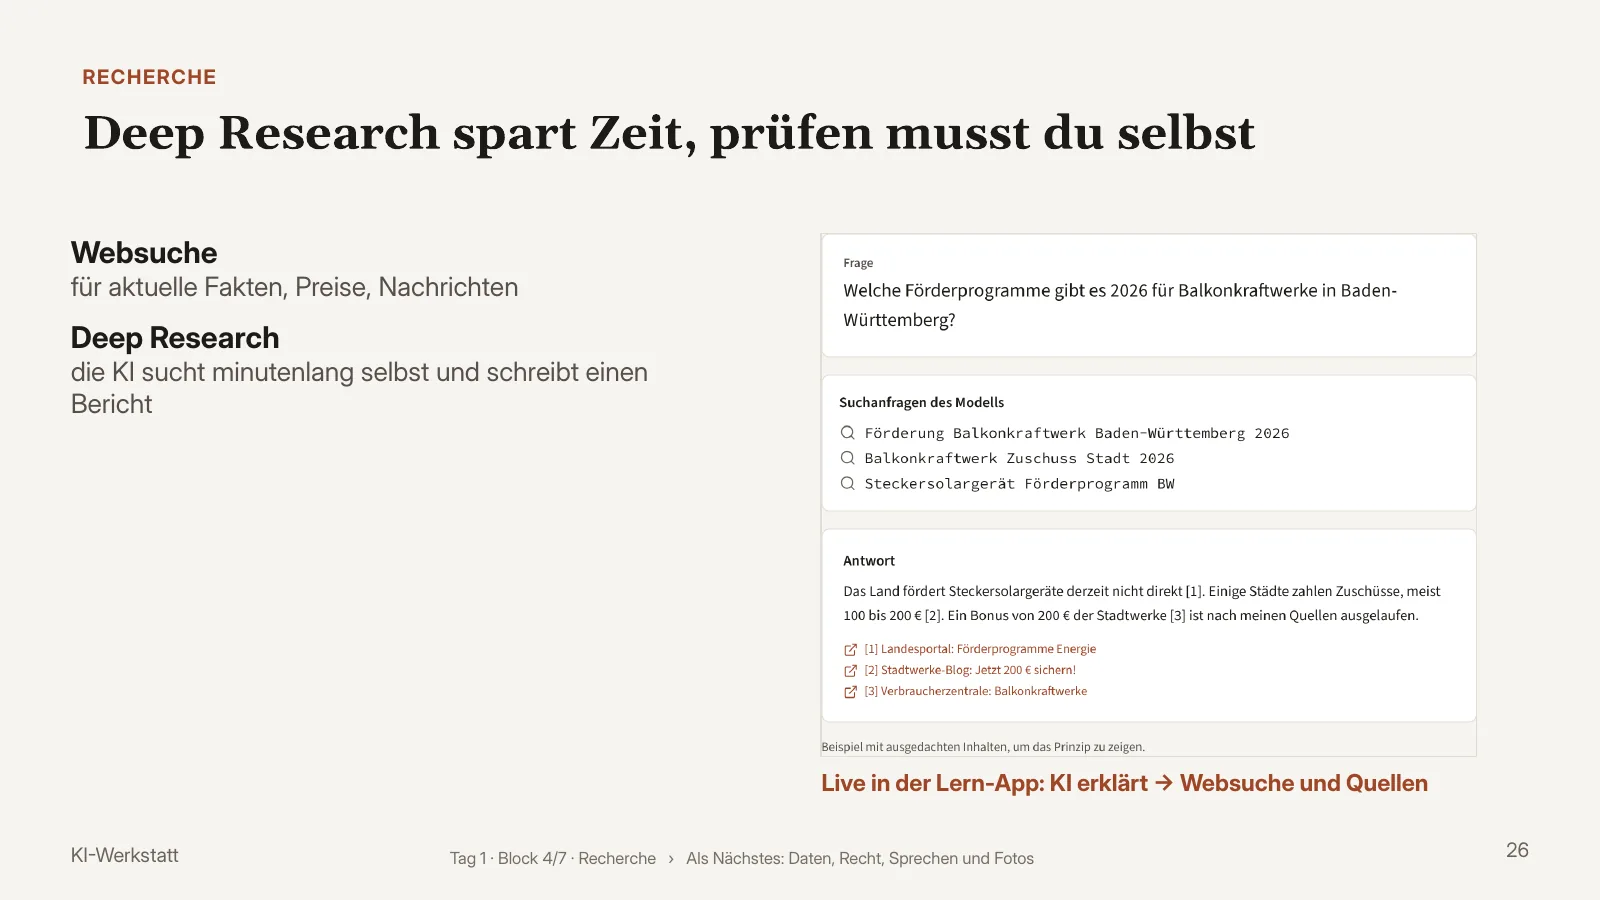 RECHERCHE
Deep Research spart Zeit, prüfen musst du selbst
Websuche
für aktuelle Fakten, Preise, Nachrichten
Deep Research
die KI sucht minutenlang selbst und schreibt einen
Bericht
Frage
Welche Förderprogramme gibt es 2026 für Balkonkraftwerke in Baden-
Württemberg?
Suchanfragen des Modells
Förderung Balkonkraftwerk Baden-Württemberg 2026
Balkonkraftwerk Zuschuss Stadt 2026
Steckersolargerät Förderprogramm BW
Antwort
Das Land fördert Steckersolargeräte derzeit nicht direkt [1]. Einige Städte zahlen Zuschüsse, meist
100 bis 200 € [2]. Ein Bonus von 200 € der Stadtwerke [3] ist nach meinen Quellen ausgelaufen.
[1] Landesportal: Förderprogramme Energie
[2] Stadtwerke-Blog: Jetzt 200 € sichern!
[3] Verbraucherzentrale: Balkonkraftwerke
Beispiel mit ausgedachten Inhalten, um das Prinzip zu zeigen.
Live in der Lern-App: KI erklärt → Websuche und Quellen
KI-Werkstatt
Tag 1 · Block 4/7 · Recherche › Als Nächstes: Daten, Recht, Sprechen und Fotos
26